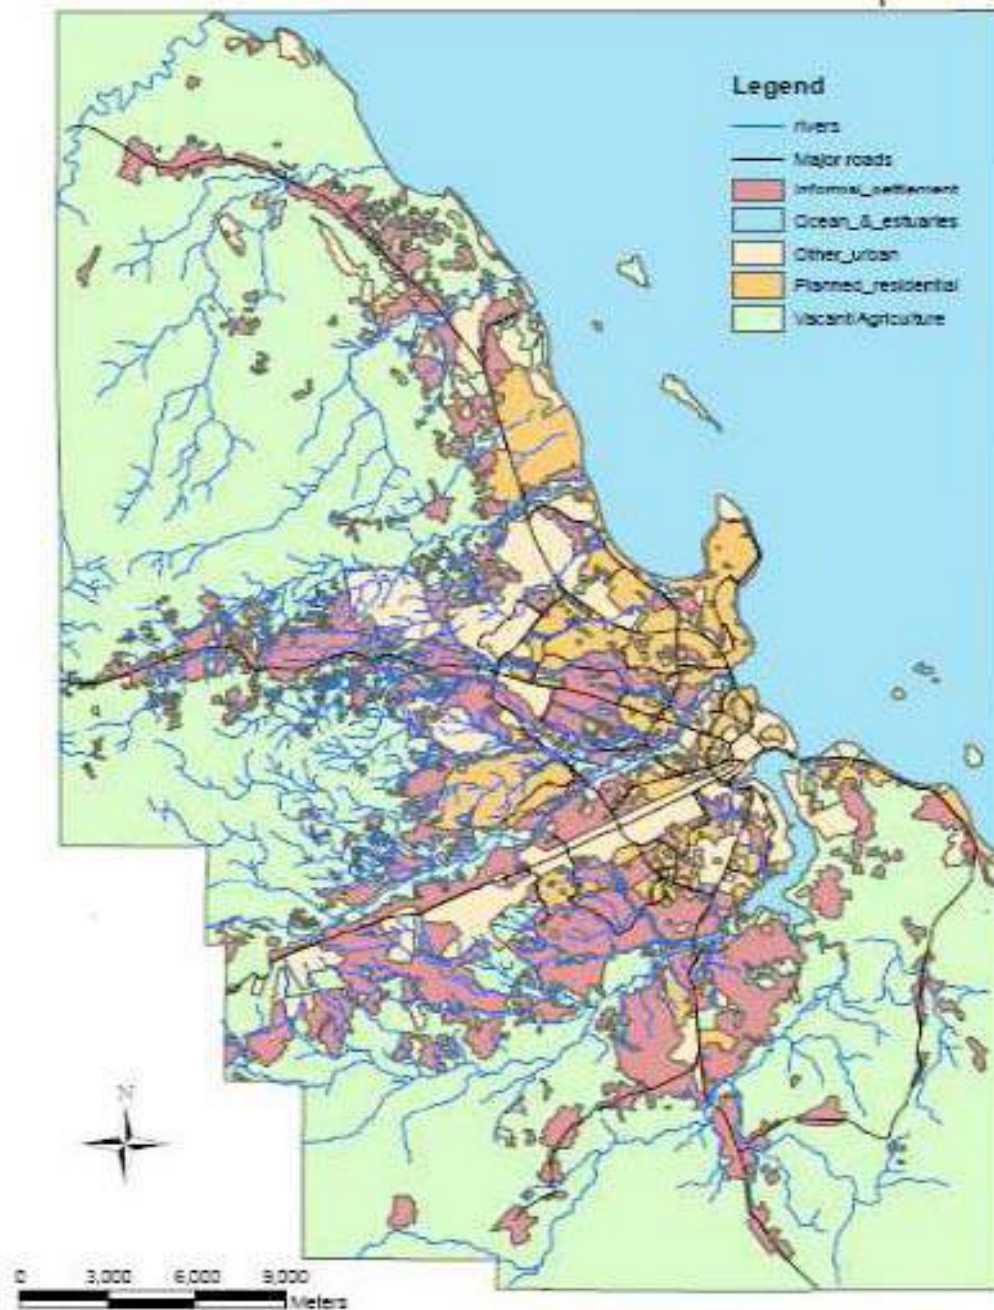 Legend
rivers
Major roads
Informal_settlement
Ocean_&_estuaries
Other_urban
Planned_residential
Vacant/Agriculture
N
0 3,000 6,000 9,000
Meters